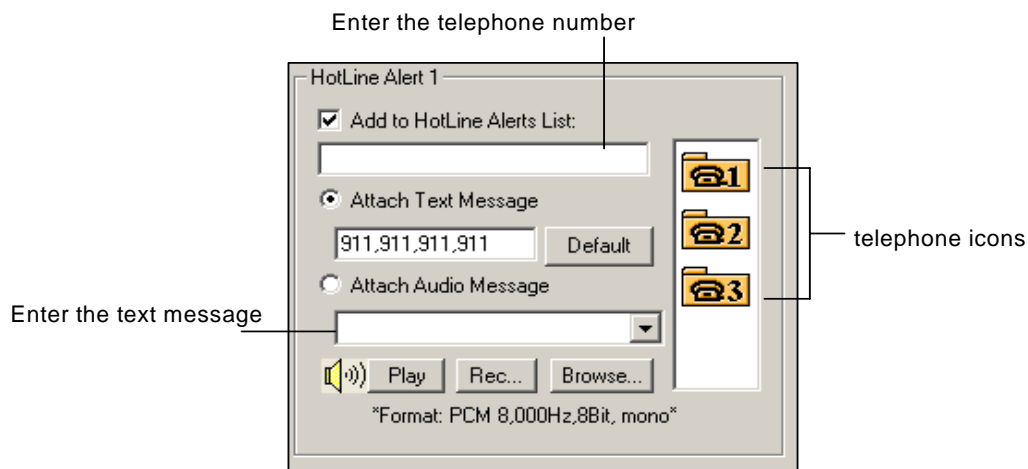 Enter the telephone number
HotLine Alert 1
Add to HotLine Alerts List:
1
Attach Text Message
911,911,911,911
Default
2
telephone icons
Attach Audio Message
3
Enter the text message
Play
Rec...
Browse...
*Format: PCM 8,000Hz,8Bit, mono*